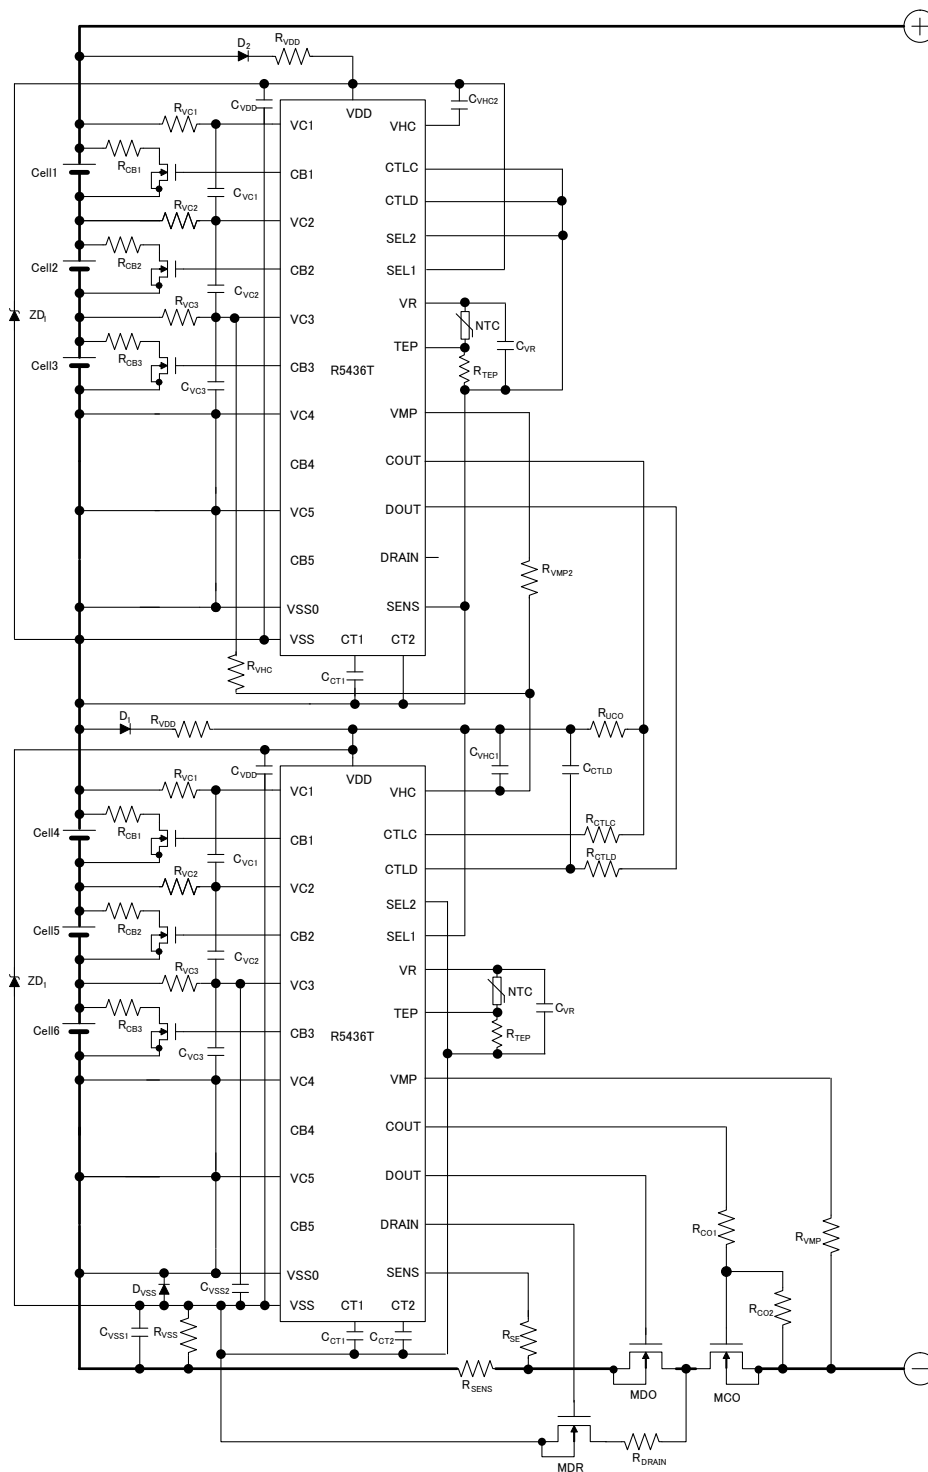 +
D2
RVDD
CVDD
VDD
CVHC2
RVC1
VC1
VHC
Cell1
RCB1
CB1
CTLC
CVC1
CTLD
RVC2
VC2
SEL2
Cell2
RCB2
CB2
SEL1
CVC2
RVC3
VR
ZD1
VC3
NTC
CVR
TEP
Cell3
RCB3
CB3
R5436T
RTEP
CVC3
VC4
VMP
CB4
COUT
VC5
DOUT
CB5
DRAIN
RVMP2
VSS0
SENS
VSS
CT1
CT2
RVHC
CCT1
D1
RVDD
RUCO
CVDD
VDD
CVHC1
CCTLD
RVC1
VC1
VHC
Cell4
RCB1
CB1
CTLC
RCTLC
CVC1
RCTLD
CTLD
RVC2
VC2
SEL2
Cell5
RCB2
CB2
SEL1
CVC2
RVC3
VR
ZD1
VC3
NTC
CVR
TEP
Cell6
RCB3
CB3
R5436T
RTEP
CVC3
VC4
VMP
CB4
COUT
VC5
DOUT
CB5
DRAIN
RCO1
RVMP
VSS0
SENS
DVSS
CVSS2
VSS
CT1
CT2
RCO2
CVSS1
RVSS
CCT1
CCT2
RSE
−
RSENS
MDO
MCO
MDR
RDRAIN